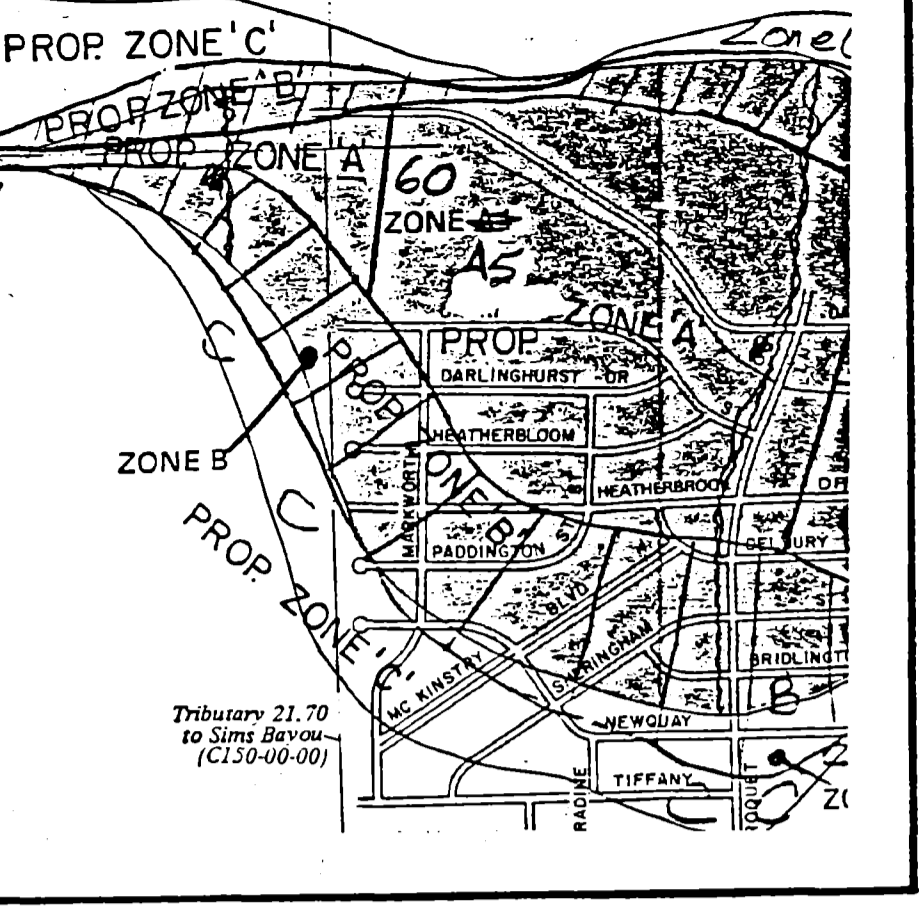 PROP. ZONE 'C'
Zone
PROP ZONE 'B'
PROP ZONE 'A'
60
ZONE
A5
ZONE 'A'
PROP.
DARLINGHURST DR
HEATHERBLOOM
ZONE B
PROP ZONE 'B'
MARKWORTH
HEATHERBROOK
DR
C
C
PADDINGTON ST
BELBURY
PROP. ZONE 'C'
BLVD
MC KINSTRY
SPRINGHAM
BRIDLINGT
B
Tributary 21.70
to Sims Bayou
(C150-00-00)
NEWQUAY
TIFFANY
RADINE
ROQUET
C
C